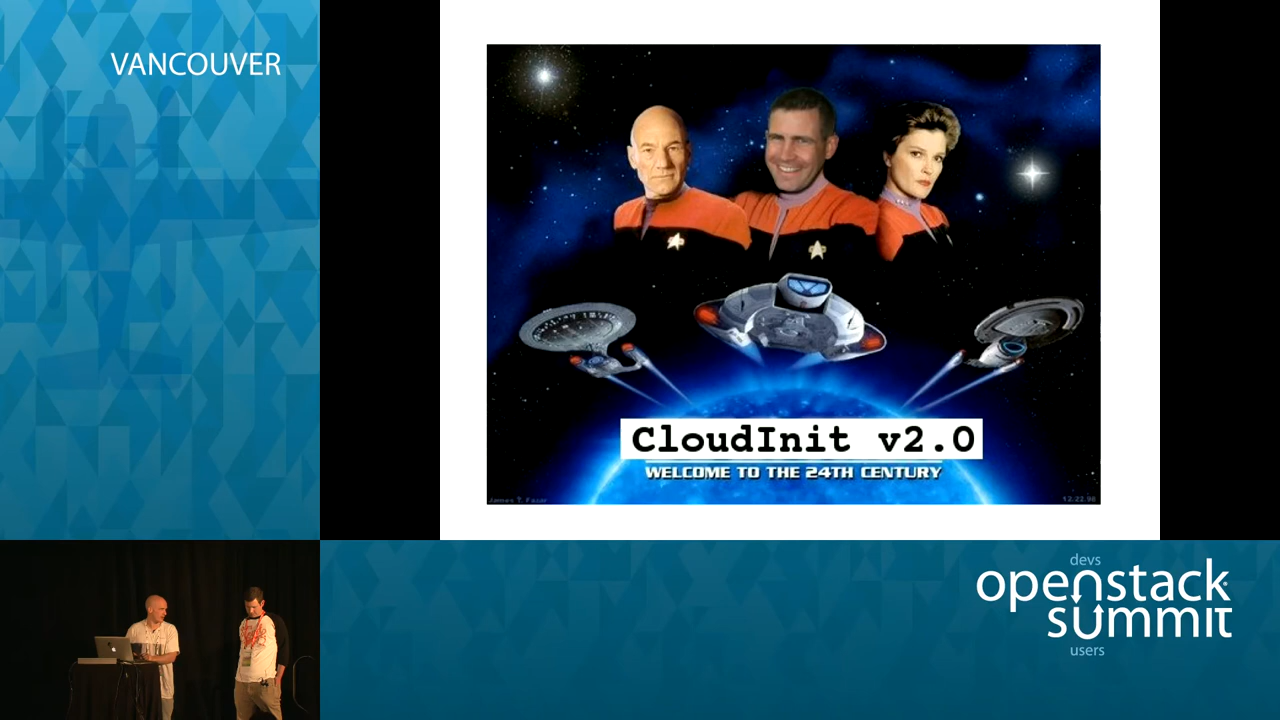 VANCOUVER
CloudInit v2.0
WELCOME TO THE 24TH CENTURY
12.22.98
devs
openstack
summit
users